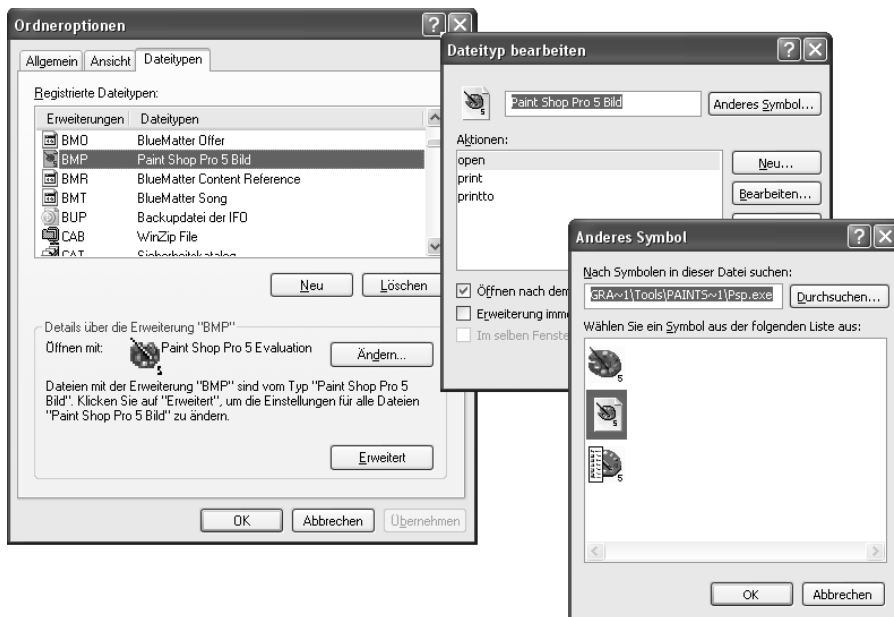 Ordneroptionen
Allgemein Ansicht Dateitypen
Registrierte Dateitypen:
Erweiterungen Dateitypen
BMO BlueMatter Offer
BMP Paint Shop Pro 5 Bild
BMR BlueMatter Content Reference
BMT BlueMatter Song
BUP Backupdatei der IFO
CAB WinZip File
CAT Sicherheitskatalog
Neu Löschen
Details über die Erweiterung "BMP"
Öffnen mit: Paint Shop Pro 5 Evaluation Ändern...
Dateien mit der Erweiterung "BMP" sind vom Typ "Paint Shop Pro 5
Bild". Klicken Sie auf "Erweitert", um die Einstellungen für alle Dateien
"Paint Shop Pro 5 Bild" zu ändern.
Erweitert
OK Abbrechen Übernehmen
Dateityp bearbeiten
5
Paint Shop Pro 5 Bild Anderes Symbol...
Aktionen:
open
print
printto
Neu...
Bearbeiten...
Öffnen nach dem
Erweiterung imme
Im selben Fenste
Anderes Symbol
Nach Symbolen in dieser Datei suchen:
GRA~1\Tools\PAINTS~1\Psp.exe Durchsuchen...
Wählen Sie ein Symbol aus der folgenden Liste aus:
5
5
5
OK Abbrechen